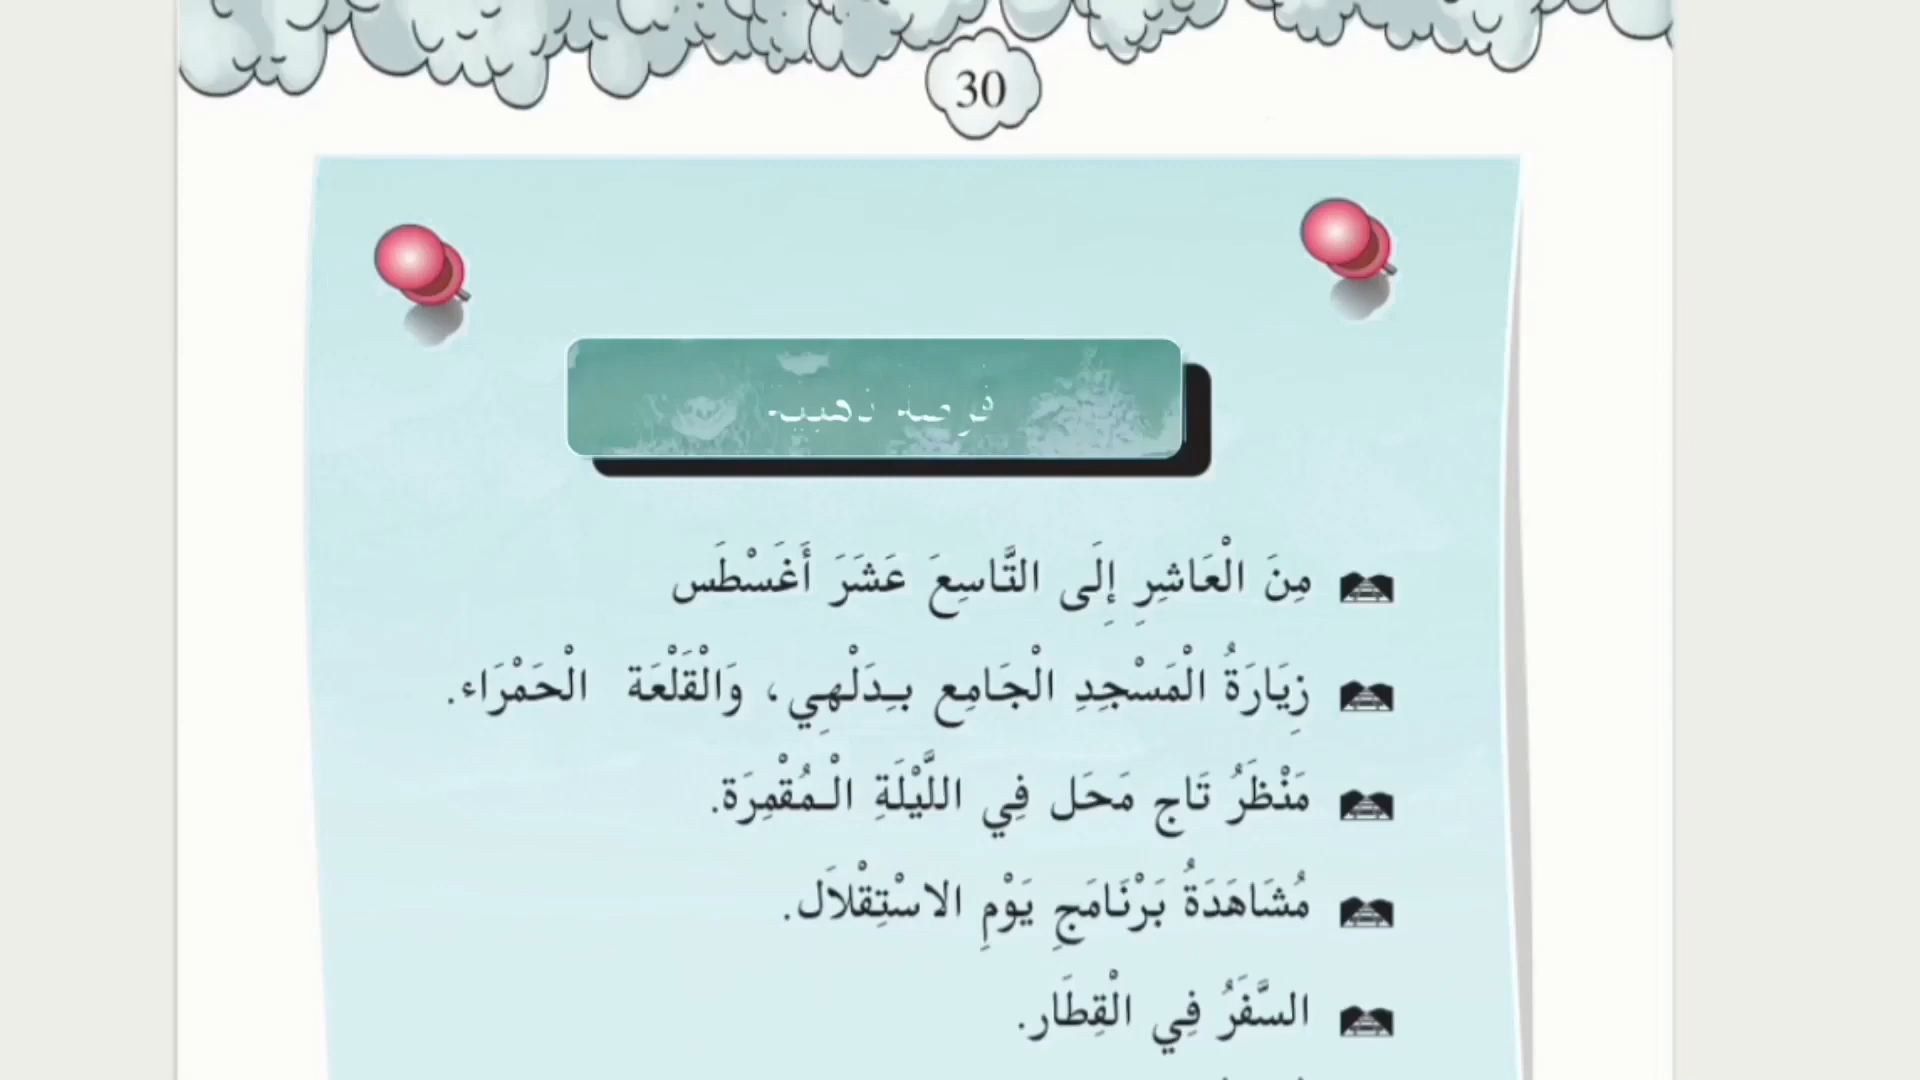 30
فرصة ذهبية
مِنَ الْعَاشِرِ إِلَى التَّاسِعَ عَشَرَ أَغَسْطَس
زِيَارَةُ الْمَسْجِدِ الْجَامِع بِدَلْهِي، وَالْقَلْعَة الْحَمْرَاء.
مَنْظَرُ تَاج مَحَل فِي اللَّيْلَةِ الْمُقْمِرَة.
مُشَاهَدَةُ بَرْنَامَجِ يَوْمِ الاسْتِقْلاَل.
السَّفَرُ فِي الْقِطَار.